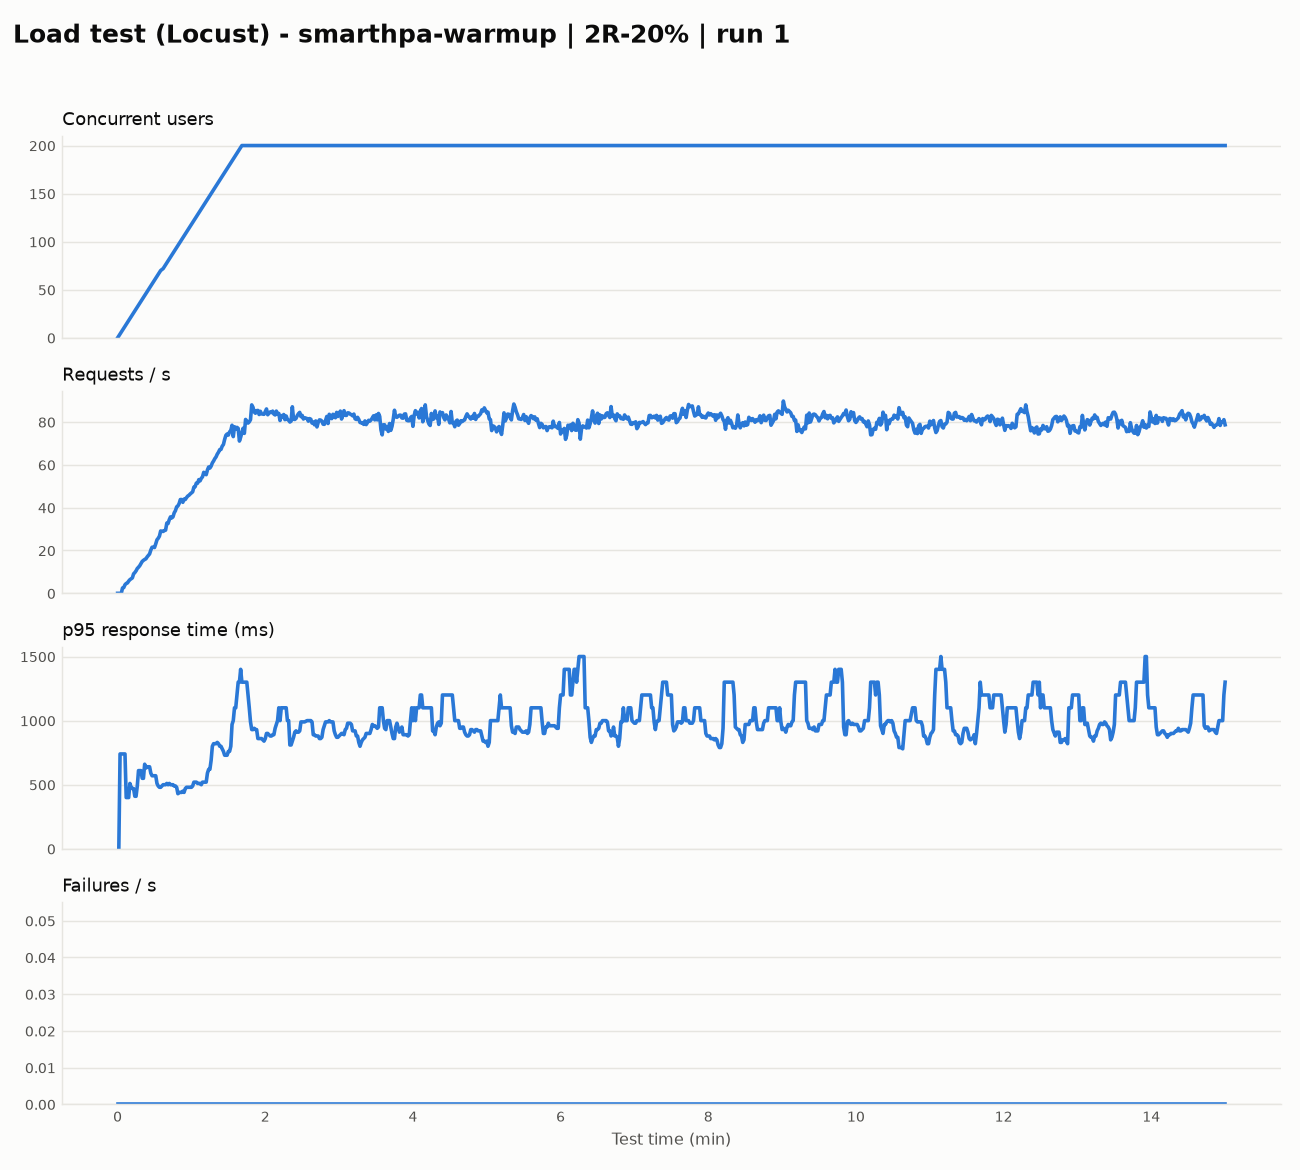 Load test (Locust) - smarthpa-warmup | 2R-20% | run 1
Concurrent users
200
150
100
50
0
Requests / s
80
60
40
20
0
p95 response time (ms)
1500
1000
500
0
Failures / s
0.05
0.04
0.03
0.02
0.01
0.00
0 2 4 6 8 10 12 14
Test time (min)